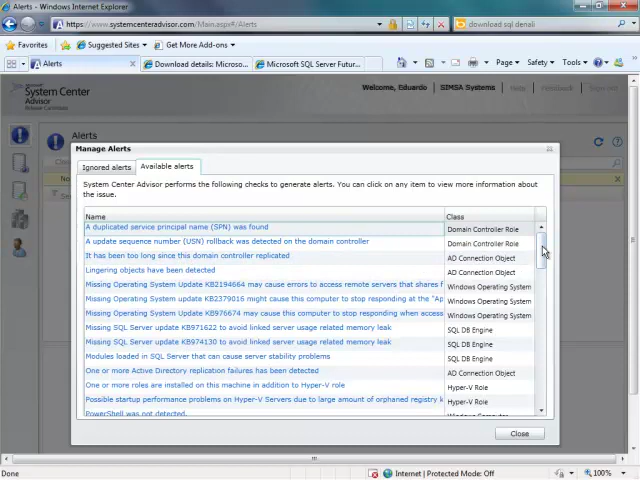 Alerts - Windows Internet Explorer
https://www.systemcenteradvisor.com/Main.aspx#/Alerts
download sql denali
Favorites
Suggested Sites
Get More Add-ons
Alerts
Download details: Microso...
Microsoft SQL Server Futur...
Page
Safety
Tools
System Center
Advisor
Welcome, Eduardo
SIMSA Systems
Help
Feedback
Sign out
Alerts
Manage Alerts
Ignored alerts
Available alerts
System Center Advisor performs the following checks to generate alerts. You can click on any item to view more information about
the issue.
Name Class
A duplicated service principal name (SPN) was found Domain Controller Role
A update sequence number (USN) rollback was detected on the domain controller Domain Controller Role
It has been too long since this domain controller replicated AD Connection Object
Lingering objects have been detected AD Connection Object
Missing Operating System Update KB2194664 may cause errors to access remote servers that shares f Windows Operating System
Missing Operating System Update KB2379016 might cause this computer to stop responding at the "Ap Windows Operating System
Missing Operating System Update KB976674 may cause this computer to stop responding when access Windows Operating System
Missing SQL Server update KB971622 to avoid linked server usage related memory leak SQL DB Engine
Missing SQL Server update KB974130 to avoid linked server usage related memory leak SQL DB Engine
Modules loaded in SQL Server that can cause server stability problems SQL DB Engine
One or more Active Directory replication failures has been detected AD Connection Object
One or more roles are installed on this machine in addition to Hyper-V role Hyper-V Role
Possible startup performance problems on Hyper-V Servers due to large amount of orphaned registry k Hyper-V Role
PowerShell was not detected. Windows Computer
Close
Done
Internet | Protected Mode: Off
100%